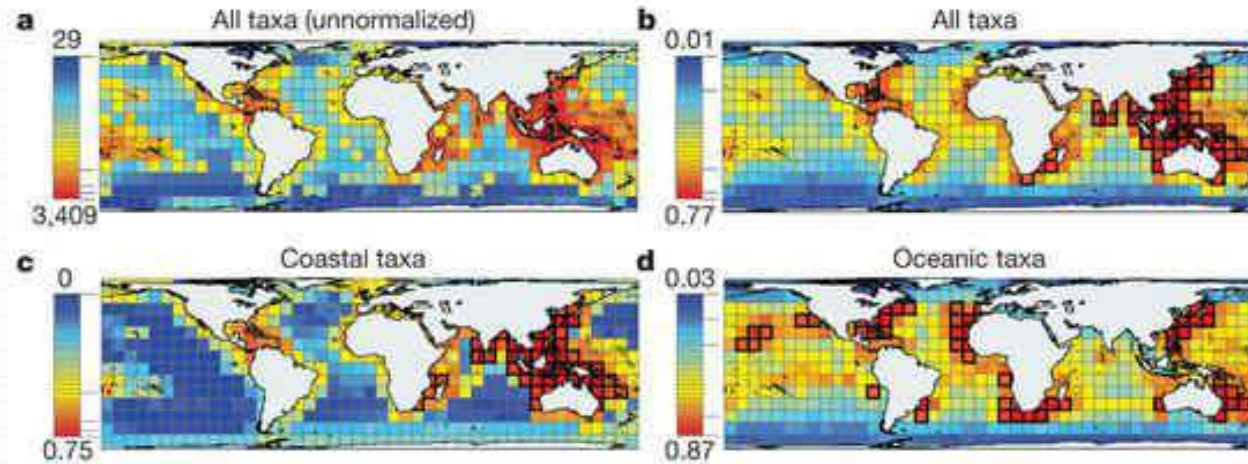 a All taxa (unnormalized)
29
3,409
b All taxa
0.01
0.77
c Coastal taxa
0
0.75
d Oceanic taxa
0.03
0.87